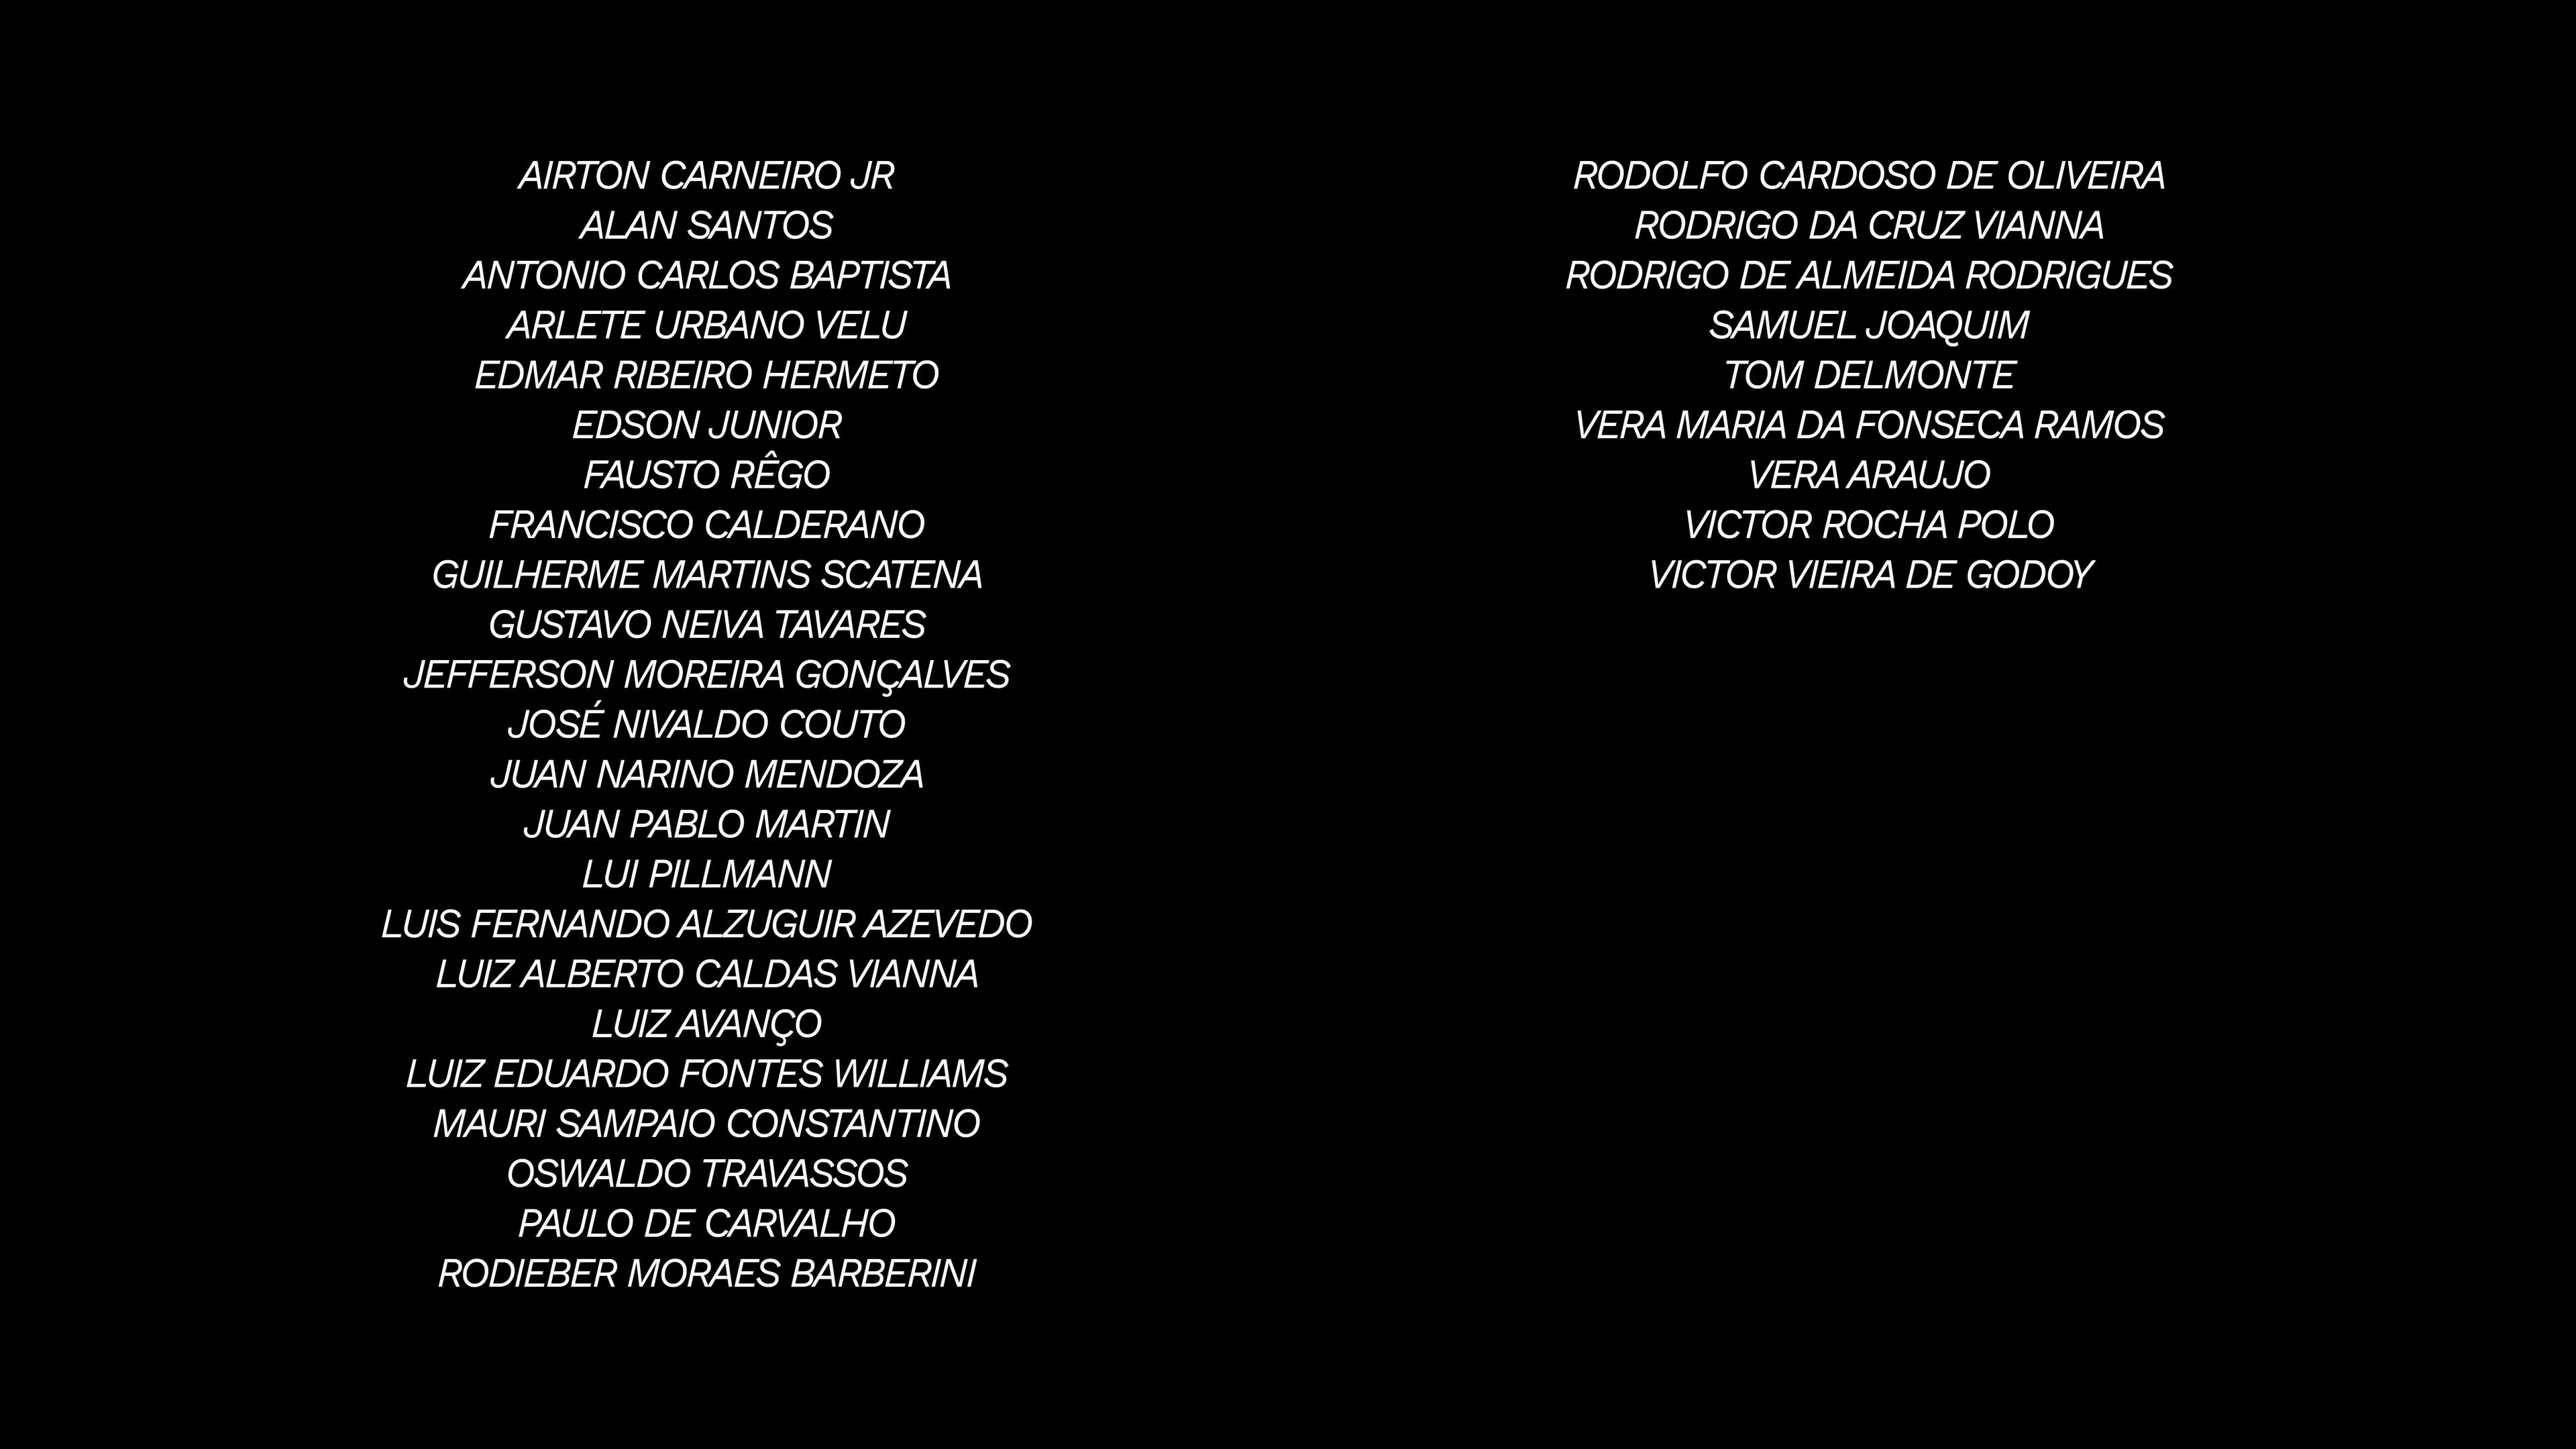 AIRTON CARNEIRO JR
ALAN SANTOS
ANTONIO CARLOS BAPTISTA
ARLETE URBANO VELU
EDMAR RIBEIRO HERMETO
EDSON JUNIOR
FAUSTO RÊGO
FRANCISCO CALDERANO
GUILHERME MARTINS SCATENA
GUSTAVO NEIVA TAVARES
JEFFERSON MOREIRA GONÇALVES
JOSÉ NIVALDO COUTO
JUAN NARINO MENDOZA
JUAN PABLO MARTIN
LUI PILLMANN
LUIS FERNANDO ALZUGUIR AZEVEDO
LUIZ ALBERTO CALDAS VIANNA
LUIZ AVANÇO
LUIZ EDUARDO FONTES WILLIAMS
MAURI SAMPAIO CONSTANTINO
OSWALDO TRAVASSOS
PAULO DE CARVALHO
RODIEBER MORAES BARBERINI
RODOLFO CARDOSO DE OLIVEIRA
RODRIGO DA CRUZ VIANNA
RODRIGO DE ALMEIDA RODRIGUES
SAMUEL JOAQUIM
TOM DELMONTE
VERA MARIA DA FONSECA RAMOS
VERA ARAUJO
VICTOR ROCHA POLO
VICTOR VIEIRA DE GODOY